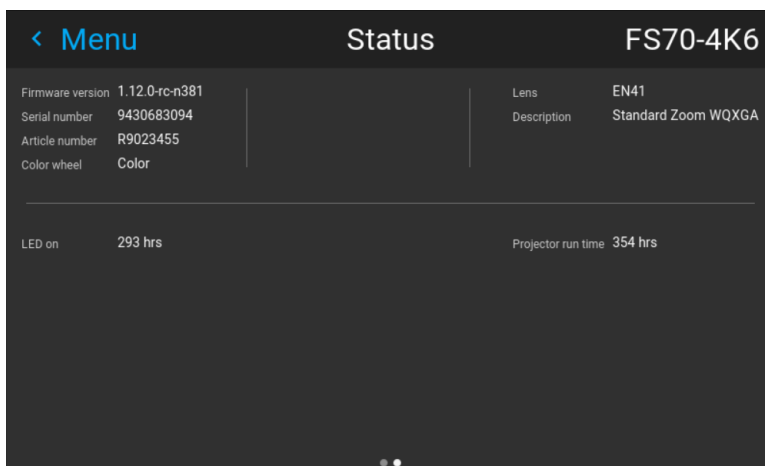 Menu Status FS70-4K6
Firmware version 1.12.0-rc-n381
Serial number 9430683094
Article number R9023455
Color wheel Color
Lens EN41
Description Standard Zoom WQXGA
LED on 293 hrs
Projector run time 354 hrs